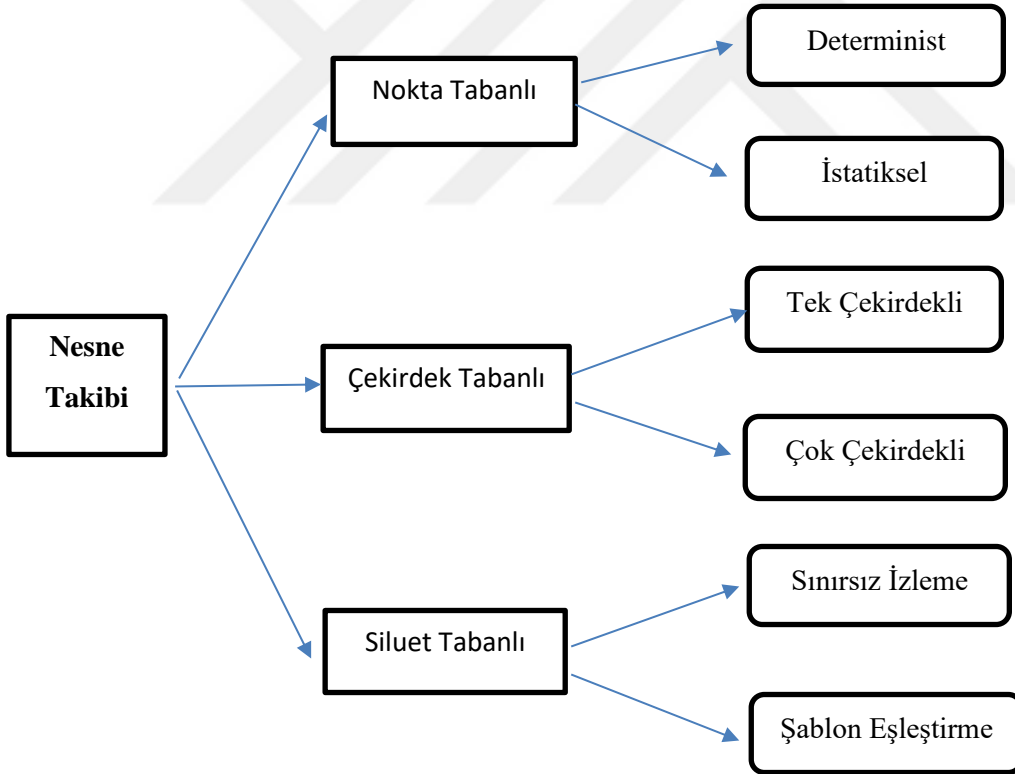 Determinist
Nokta Tabanlı
İstatiksel
Tek Çekirdekli
Nesne
Takibi
Çekirdek Tabanlı
Çok Çekirdekli
Sınırsız İzleme
Siluet Tabanlı
Şablon Eşleştirme